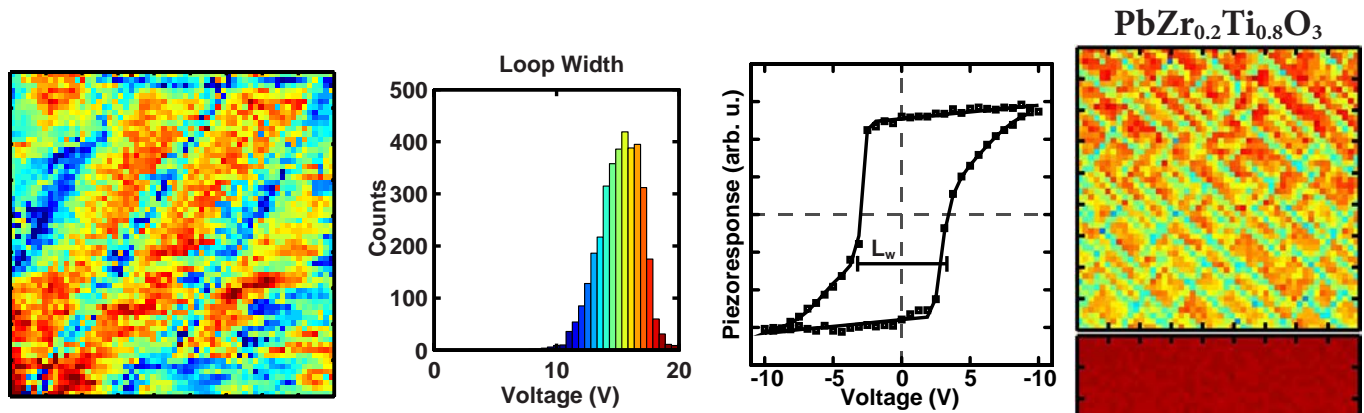 PbZr0.2Ti0.8O3
Loop Width
500
400
300
200
100
0
Counts
0
10
20
Voltage (V)
Piezoresponse (arb. u.)
Lw
-10
-5
0
-5
-10
Voltage (V)